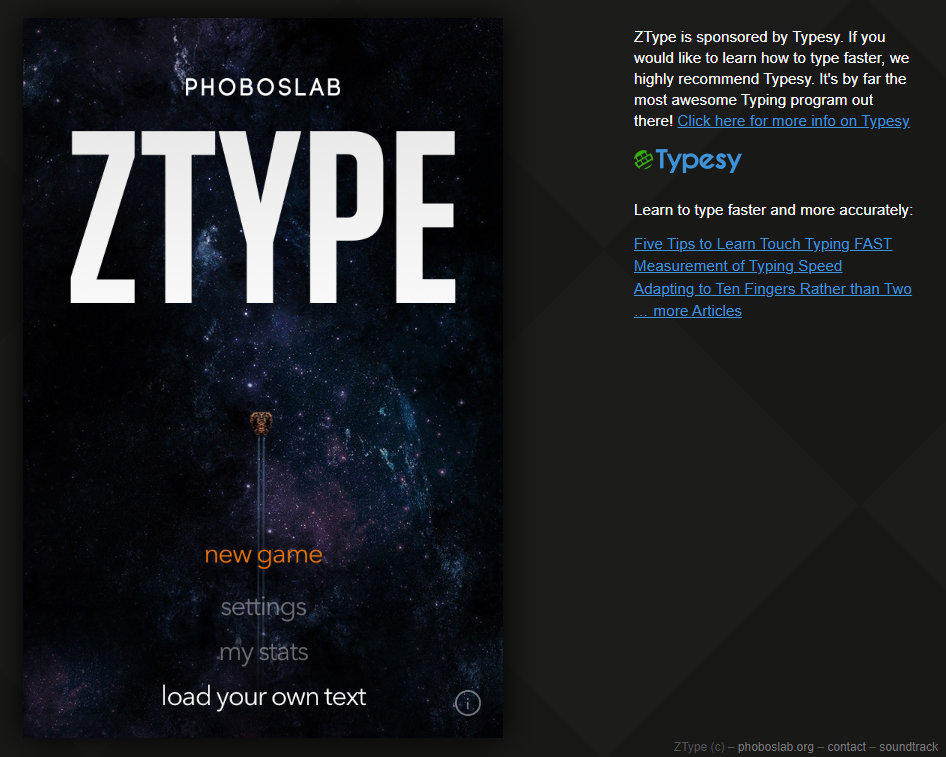 PHOBOSLAB
ZTYPE
new game
settings
my stats
load your own text
i
ZType is sponsored by Typesy. If you
would like to learn how to type faster, we
highly recommend Typesy. It's by far the
most awesome Typing program out
there! Click here for more info on Typesy
Typesy
Learn to type faster and more accurately:
Five Tips to Learn Touch Typing FAST
Measurement of Typing Speed
Adapting to Ten Fingers Rather than Two
… more Articles
ZType (c) – phoboslab.org – contact – soundtrack